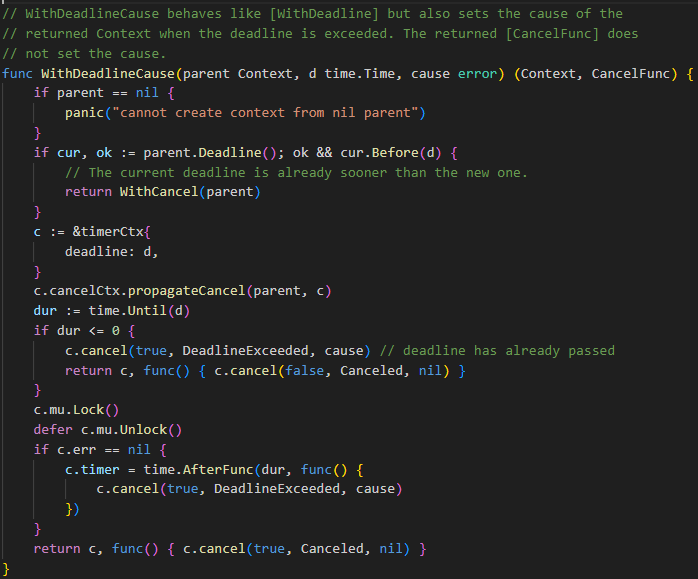 // WithDeadlineCause behaves like [WithDeadline] but also sets the cause of the
// returned Context when the deadline is exceeded. The returned [CancelFunc] does
// not set the cause.
func WithDeadlineCause(parent Context, d time.Time, cause error) (Context, CancelFunc) {
    if parent == nil {
        panic("cannot create context from nil parent")
    }
    if cur, ok := parent.Deadline(); ok && cur.Before(d) {
        // The current deadline is already sooner than the new one.
        return WithCancel(parent)
    }
    c := &timerCtx{
        deadline: d,
    }
    c.cancelCtx.propagateCancel(parent, c)
    dur := time.Until(d)
    if dur <= 0 {
        c.cancel(true, DeadlineExceeded, cause) // deadline has already passed
        return c, func() { c.cancel(false, Canceled, nil) }
    }
    c.mu.Lock()
    defer c.mu.Unlock()
    if c.err == nil {
        c.timer = time.AfterFunc(dur, func() {
            c.cancel(true, DeadlineExceeded, cause)
        })
    }
    return c, func() { c.cancel(true, Canceled, nil) }
}